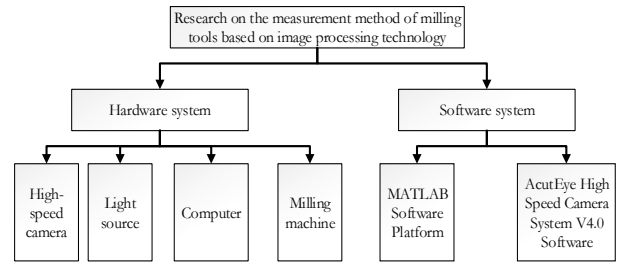 Research on the measurement method of milling
tools based on image processing technology
Hardware system
Software system
High-
speed
camera
Light
source
Computer
Milling
machine
MATLAB
Software
Platform
AcutEye High
Speed Camera
System V4.0
Software